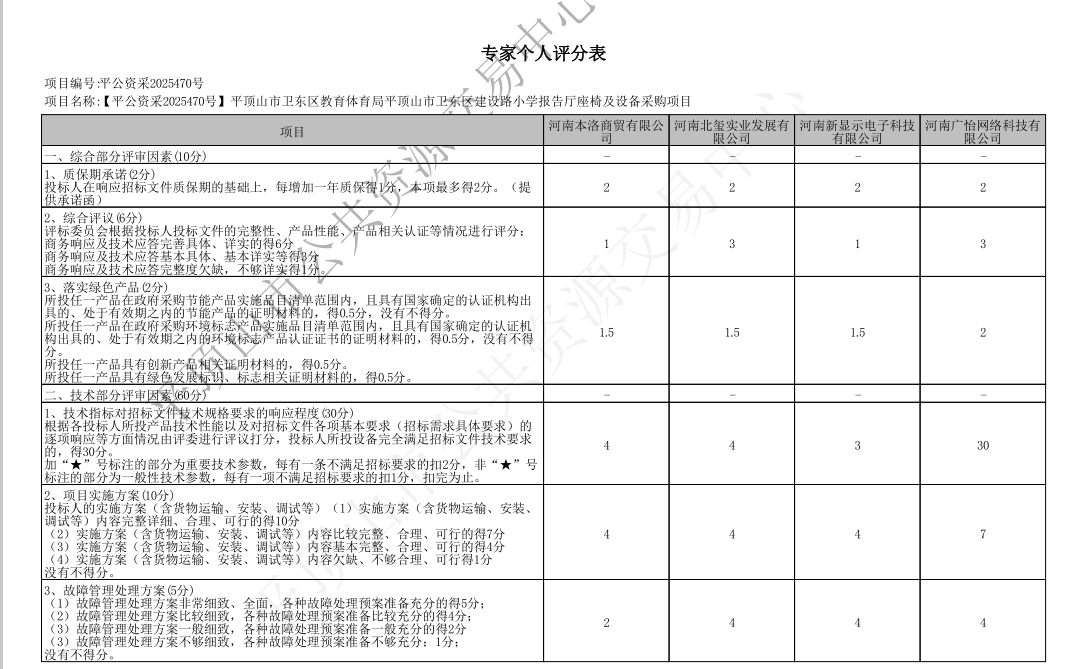 专家个人评分表
项目编号:平公资采2025470号
项目名称:【平公资采2025470号】平顶山市卫东区教育体育局平顶山市卫东区建设路小学报告厅座椅及设备采购项目
项目 河南本洛商贸有限公司 河南北玺实业发展有限公司 河南新显示电子科技有限公司 河南广怡网络科技有限公司
一、综合部分评审因素(10分) - - - -
1、质保期承诺(2分)
投标人在响应招标文件质保期的基础上，每增加一年质保得1分，本项最多得2分。（提
供承诺函）
2 2 2 2
2、综合评议(6分)
评标委员会根据投标人投标文件的完整性、产品性能、产品相关认证等情况进行评分；
商务响应及技术应答完善具体、详实的得6分
商务响应及技术应答基本具体、基本详实等得3分
商务响应及技术应答完整度欠缺，不够详实得1分。
1 3 1 3
3、落实绿色产品(2分)
所投任一产品在政府采购节能产品实施品目清单范围内，且具有国家确定的认证机构出
具的、处于有效期之内的节能产品的证明材料的，得0.5分，没有不得分。
所投任一产品在政府采购环境标志产品实施品目清单范围内，且具有国家确定的认证机
构出具的、处于有效期之内的环境标志产品认证证书的证明材料的，得0.5分，没有不得
分。
所投任一产品具有创新产品相关证明材料的，得0.5分。
所投任一产品具有绿色发展标识、标志相关证明材料的，得0.5分。
1.5 1.5 1.5 2
二、技术部分评审因素(60分) - - - -
1、技术指标对招标文件技术规格要求的响应程度(30分)
根据各投标人所投产品技术性能以及对招标文件各项基本要求（招标需求具体要求）的
逐项响应等方面情况由评委进行评议打分，投标人所投设备完全满足招标文件技术要求
的，得30分。
加“★”号标注的部分为重要技术参数，每有一条不满足招标要求的扣2分，非“★”号
标注的部分为一般性技术参数，每有一项不满足招标要求的扣1分，扣完为止。
4 4 3 30
2、项目实施方案(10分)
投标人的实施方案（含货物运输、安装、调试等）（1）实施方案（含货物运输、安装、
调试等）内容完整详细、合理、可行的得10分
（2）实施方案（含货物运输、安装、调试等）内容比较完整、合理、可行的得7分
（3）实施方案（含货物运输、安装、调试等）内容基本完整、合理、可行的得4分
（4）实施方案（含货物运输、安装、调试等）内容欠缺、不够合理、可行得1分
没有不得分。
4 4 4 7
3、故障管理处理方案(5分)
（1）故障管理处理方案非常细致、全面，各种故障处理预案准备充分的得5分；
（2）故障管理处理方案比较细致，各种故障处理预案准备比较充分的得4分；
（3）故障管理处理方案一般细致，各种故障处理预案准备一般充分的得2分
（3）故障管理处理方案不够细致，各种故障处理预案准备不够充分：1分；
没有不得分。
2 4 4 4
平顶山市公共资源交易中心
平顶山市公共资源交易中心